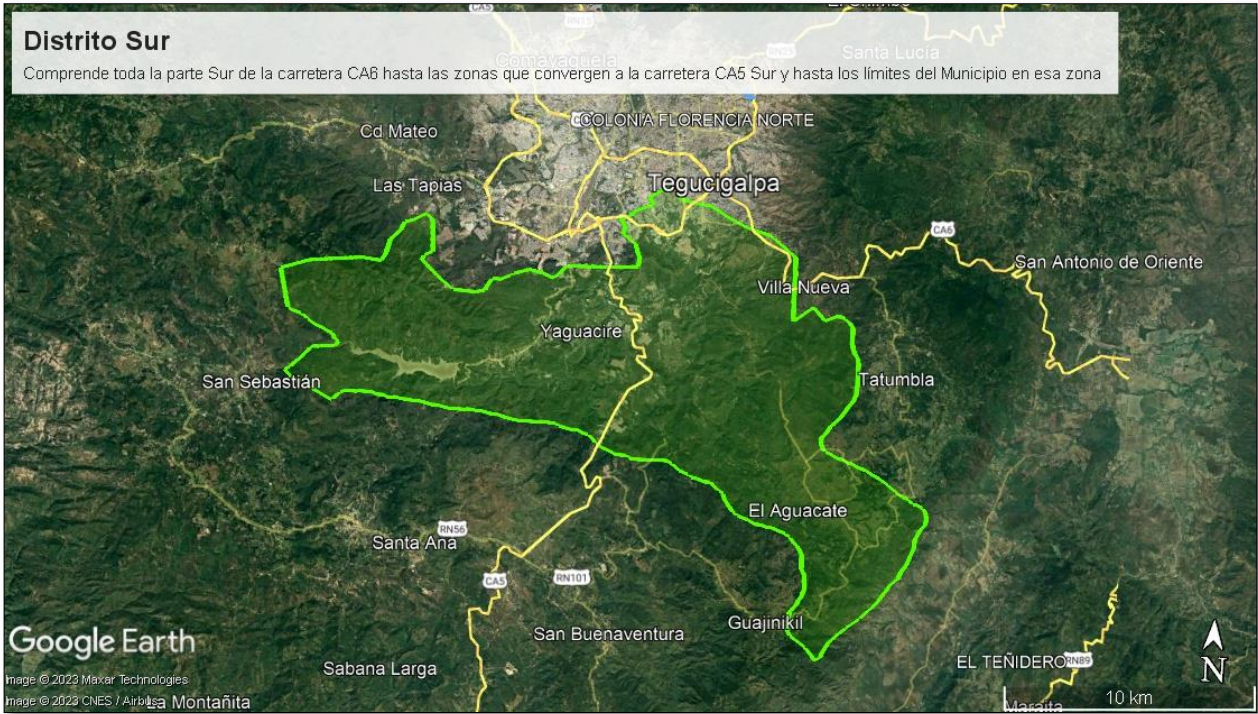 Distrito Sur
Comprende toda la parte Sur de la carretera CA6 hasta las zonas que convergen a la carretera CA5 Sur y hasta los límites del Municipio en esa zona
CA5
RN15
Santa Lucía
Comayagüela
COLONIA FLORENCIA NORTE
Cd Mateo
Las Tapias
Tegucigalpa
CA6
San Antonio de Oriente
Villa Nueva
Yaguacire
San Sebastián
Tatumbla
El Aguacate
RN56
Santa Ana
CA5
RN101
Guajinikil
San Buenaventura
Google Earth
EL TEÑIDERO
RN89
N
Sabana Larga
Image © 2023 Maxar Technologies
Image © 2023 CNES / Airbus
La Montañita
10 km
Maraita